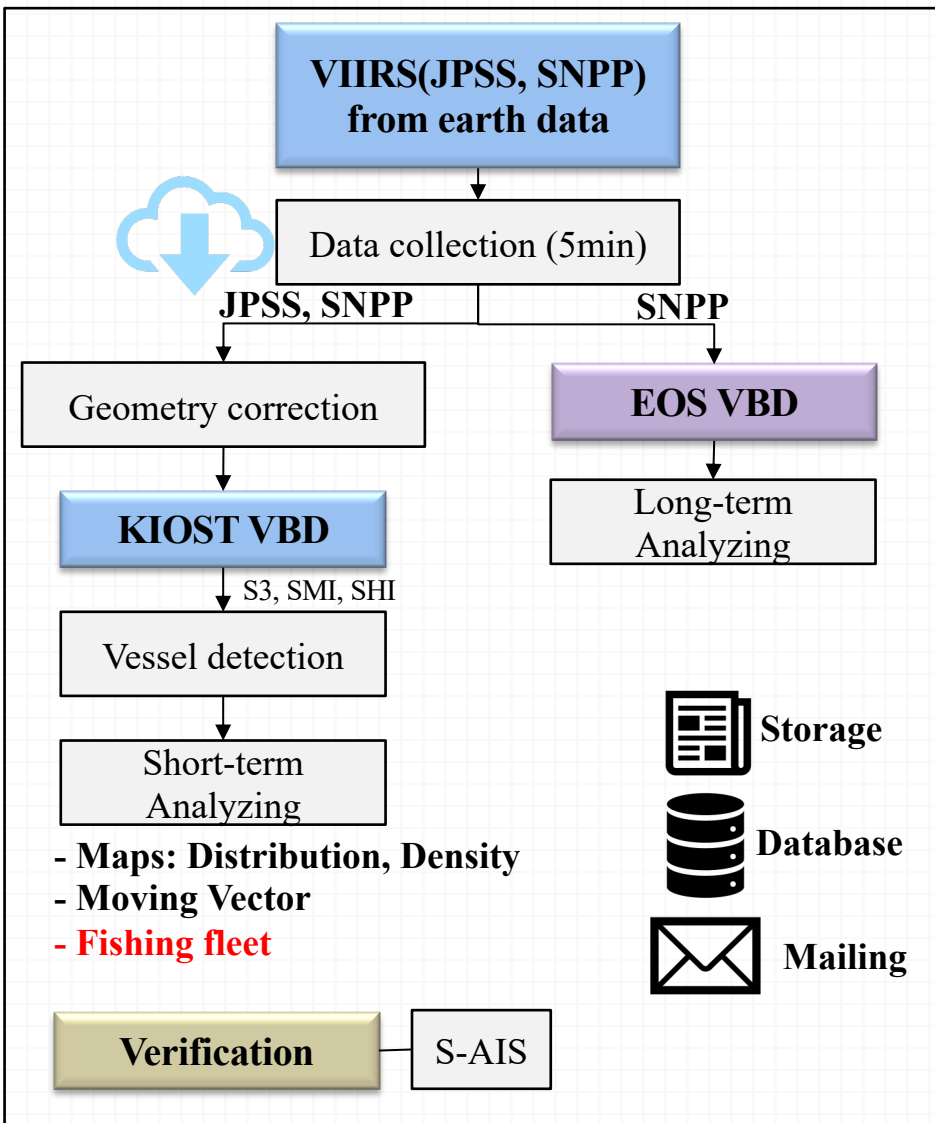 VIIRS(JPSS, SNPP)
from earth data
Data collection (5min)
JPSS, SNPP
SNPP
Geometry correction
EOS VBD
KIOST VBD
Long-term
Analyzing
S3, SMI, SHI
Vessel detection
Short-term
Analyzing
Storage
Database
Mailing
- Maps: Distribution, Density
- Moving Vector
- Fishing fleet
Verification
S-AIS